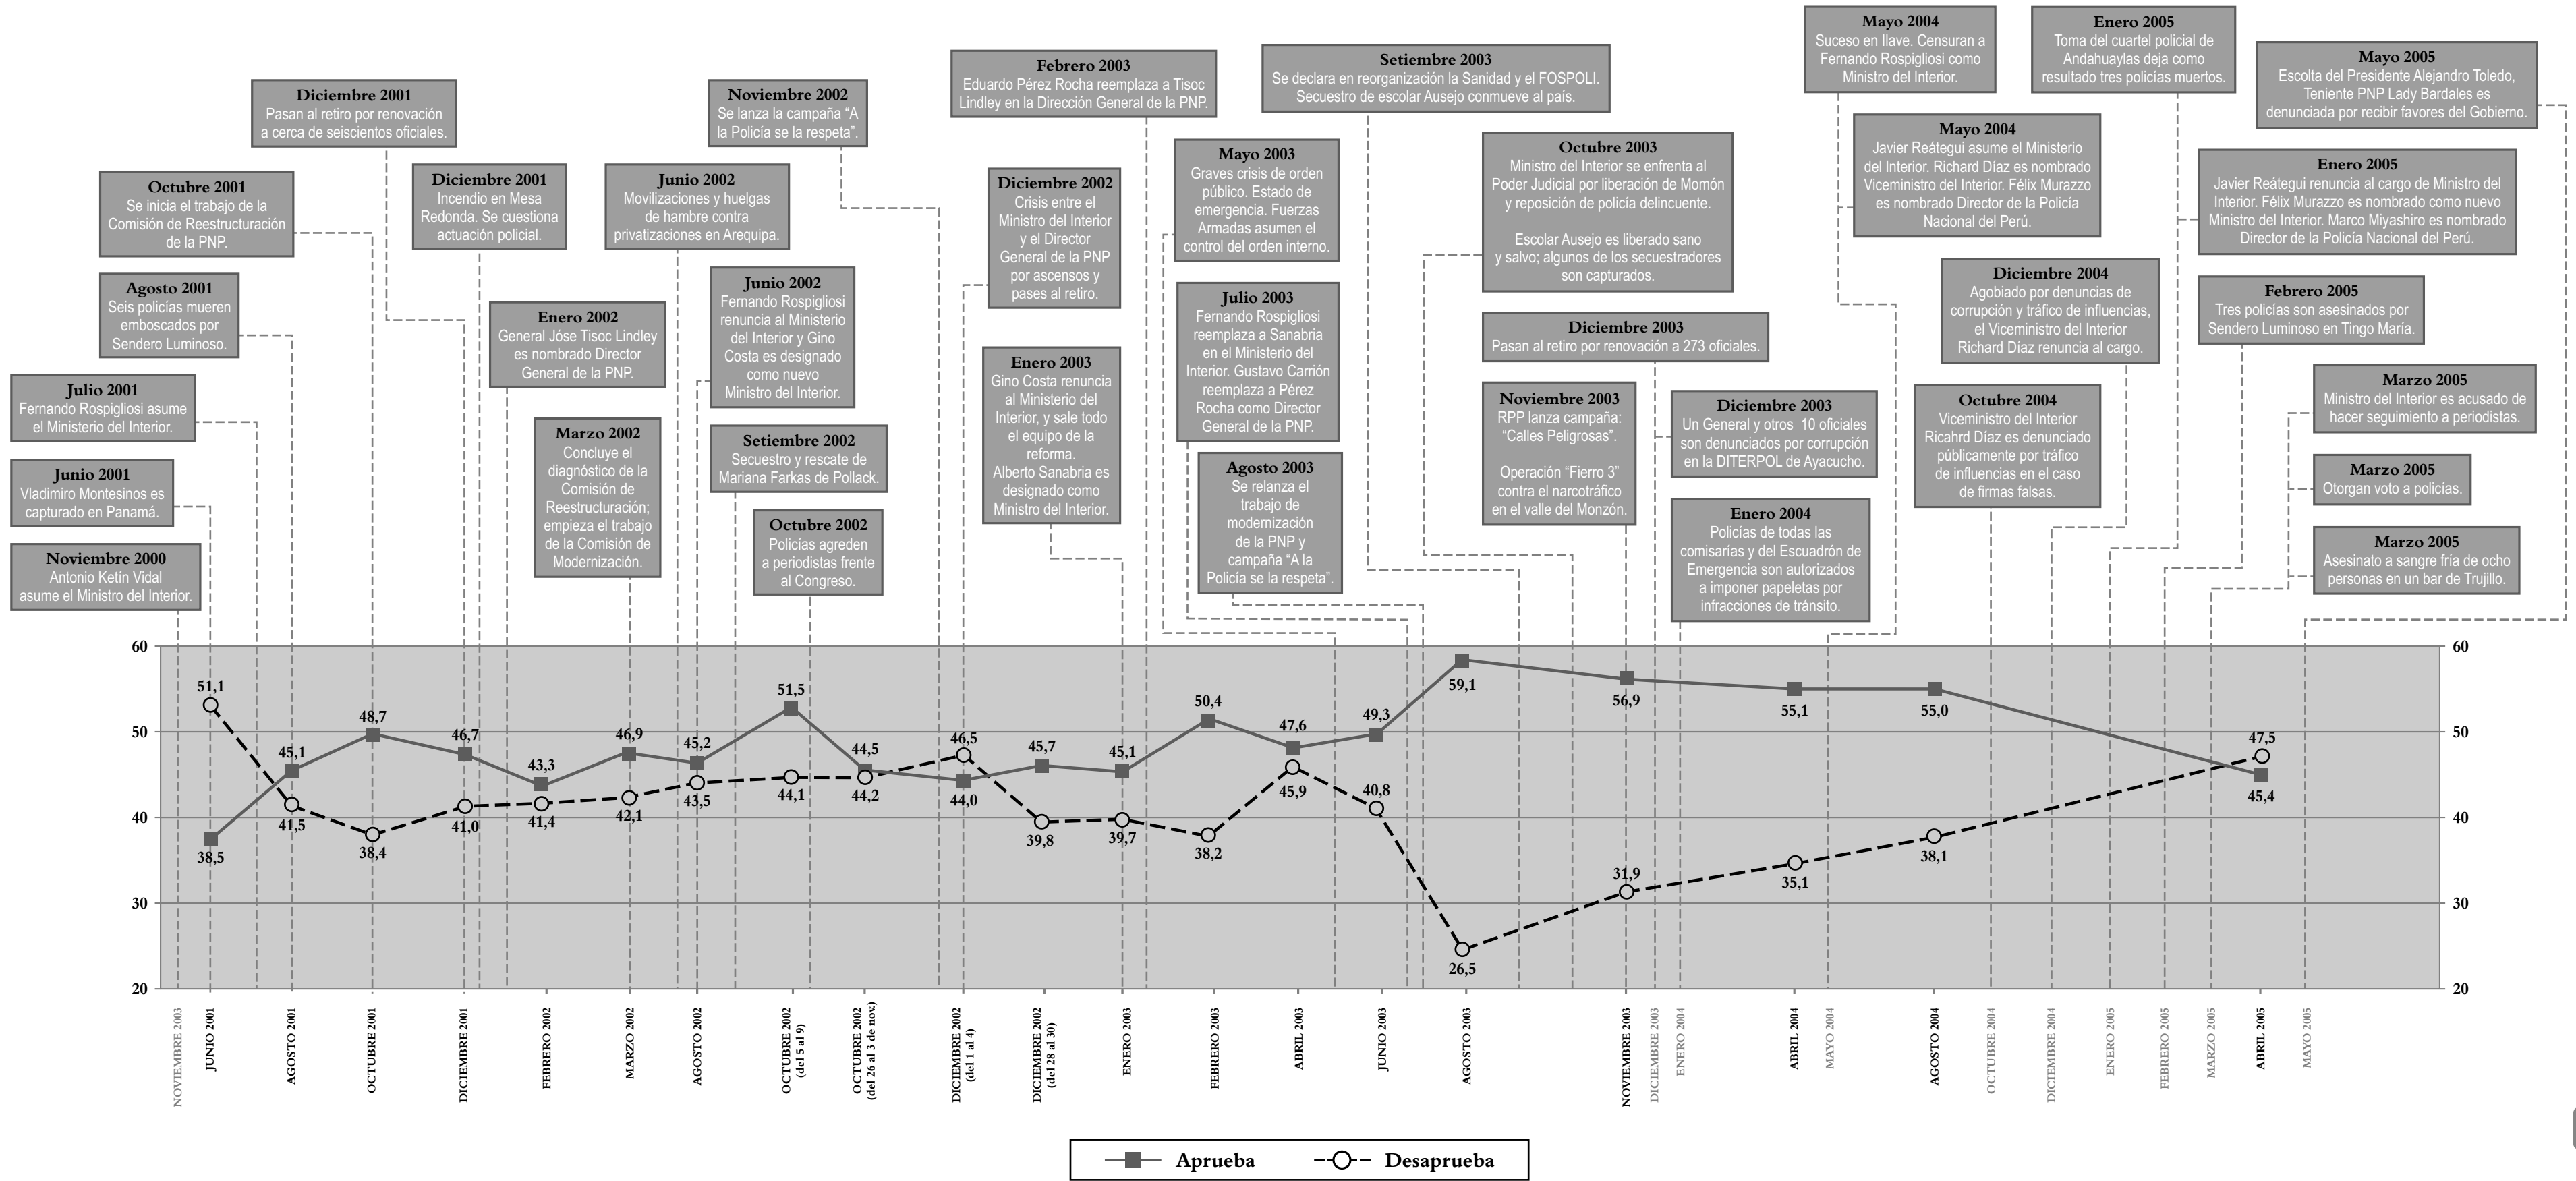 Noviembre 2000
Antonio Ketín Vidal
asume el Ministro del Interior.
Junio 2001
Vladimiro Montesinos es
capturado en Panamá.
Julio 2001
Fernando Rospigliosi asume
el Ministerio del Interior.
Agosto 2001
Seis policías mueren
emboscados por
Sendero Luminoso.
Octubre 2001
Se inicia el trabajo de la
Comisión de Reestructuración
de la PNP.
Diciembre 2001
Pasan al retiro por renovación
a cerca de seiscientos oficiales.
Diciembre 2001
Incendio en Mesa
Redonda. Se cuestiona
actuación policial.
Enero 2002
General Jóse Tisoc Lindley
es nombrado Director
General de la PNP.
Marzo 2002
Concluye el
diagnóstico de la
Comisión de
Reestructuración;
empieza el trabajo
de la Comisión de
Modernización.
Junio 2002
Movilizaciones y huelgas
de hambre contra
privatizaciones en Arequipa.
Junio 2002
Fernando Rospigliosi
renuncia al Ministerio
del Interior y Gino
Costa es designado
como nuevo
Ministro del Interior.
Setiembre 2002
Secuestro y rescate de
Mariana Farkas de Pollack.
Octubre 2002
Policías agreden
a periodistas frente
al Congreso.
Noviembre 2002
Se lanza la campaña “A
la Policía se la respeta”.
Diciembre 2002
Crisis entre el
Ministro del Interior
y el Director
General de la PNP
por ascensos y
pases al retiro.
Enero 2003
Gino Costa renuncia
al Ministerio del
Interior, y sale todo
el equipo de la
reforma.
Alberto Sanabria es
designado como
Ministro del Interior.
Febrero 2003
Eduardo Pérez Rocha reemplaza a Tisoc
Lindley en la Dirección General de la PNP.
Mayo 2003
Graves crisis de orden
público. Estado de
emergencia. Fuerzas
Armadas asumen el
control del orden interno.
Julio 2003
Fernando Rospigliosi
reemplaza a Sanabria
en el Ministerio del
Interior. Gustavo Carrión
reemplaza a Pérez
Rocha como Director
General de la PNP.
Agosto 2003
Se relanza el
trabajo de
modernización
de la PNP y
campaña “A la
Policía se la respeta”.
Setiembre 2003
Se declara en reorganización la Sanidad y el FOSPOLI.
Secuestro de escolar Ausejo conmueve al país.
Octubre 2003
Ministro del Interior se enfrenta al
Poder Judicial por liberación de Momón
y reposición de policía delincuente.
Escolar Ausejo es liberado sano
y salvo; algunos de los secuestradores
son capturados.
Diciembre 2003
Pasan al retiro por renovación a 273 oficiales.
Noviembre 2003
RPP lanza campaña:
“Calles Peligrosas”.
Operación “Fierro 3”
contra el narcotráfico
en el valle del Monzón.
Diciembre 2003
Un General y otros 10 oficiales
son denunciados por corrupción
en la DITERPOL de Ayacucho.
Enero 2004
Policías de todas las
comisarías y del Escuadrón de
Emergencia son autorizados
a imponer papeletas por
infracciones de tránsito.
Mayo 2004
Suceso en Ilave. Censuran a
Fernando Rospigliosi como
Ministro del Interior.
Mayo 2004
Javier Reátegui asume el Ministerio
del Interior. Richard Díaz es nombrado
Viceministro del Interior. Félix Murazzo
es nombrado Director de la Policía
Nacional del Perú.
Diciembre 2004
Agobiado por denuncias de
corrupción y tráfico de influencias,
el Viceministro del Interior
Richard Díaz renuncia al cargo.
Octubre 2004
Viceministro del Interior
Ricahrd Díaz es denunciado
públicamente por tráfico
de influencias en el caso
de firmas falsas.
Enero 2005
Toma del cuartel policial de
Andahuaylas deja como
resultado tres policías muertos.
Mayo 2005
Escolta del Presidente Alejandro Toledo,
Teniente PNP Lady Bardales es
denunciada por recibir favores del Gobierno.
Enero 2005
Javier Reátegui renuncia al cargo de Ministro del
Interior. Félix Murazzo es nombrado como nuevo
Ministro del Interior. Marco Miyashiro es nombrado
Director de la Policía Nacional del Perú.
Febrero 2005
Tres policías son asesinados por
Sendero Luminoso en Tingo María.
Marzo 2005
Ministro del Interior es acusado de
hacer seguimiento a periodistas.
Marzo 2005
Otorgan voto a policías.
Marzo 2005
Asesinato a sangre fría de ocho
personas en un bar de Trujillo.
60
50
40
30
20
51,1
45,1
48,7
46,7
43,3
46,9
45,2
51,5
44,5
46,5
45,7
45,1
50,4
47,6
49,3
59,1
56,9
55,1
55,0
47,5
38,5
41,5
38,4
41,0
41,4
42,1
43,5
44,1
44,2
44,0
39,8
39,7
38,2
45,9
40,8
26,5
31,9
35,1
38,1
45,4
60
50
40
30
20
NOVIEMBRE 2003
JUNIO 2001
AGOSTO 2001
OCTUBRE 2001
DICIEMBRE 2001
FEBRERO 2002
MARZO 2002
AGOSTO 2002
OCTUBRE 2002
(del 5 al 9)
OCTUBRE 2002
(del 26 al 3 de nov.)
DICIEMBRE 2002
(del 1 al 4)
DICIEMBRE 2002
(del 28 al 30)
ENERO 2003
FEBRERO 2003
ABRIL 2003
JUNIO 2003
AGOSTO 2003
NOVIEMBRE 2003
DICIEMBRE 2003
ENERO 2004
ABRIL 2004
MAYO 2004
AGOSTO 2004
OCTUBRE 2004
DICIEMBRE 2004
ENERO 2005
FEBRERO 2005
MARZO 2005
ABRIL 2005
MAYO 2005
Aprueba
Desaprueba